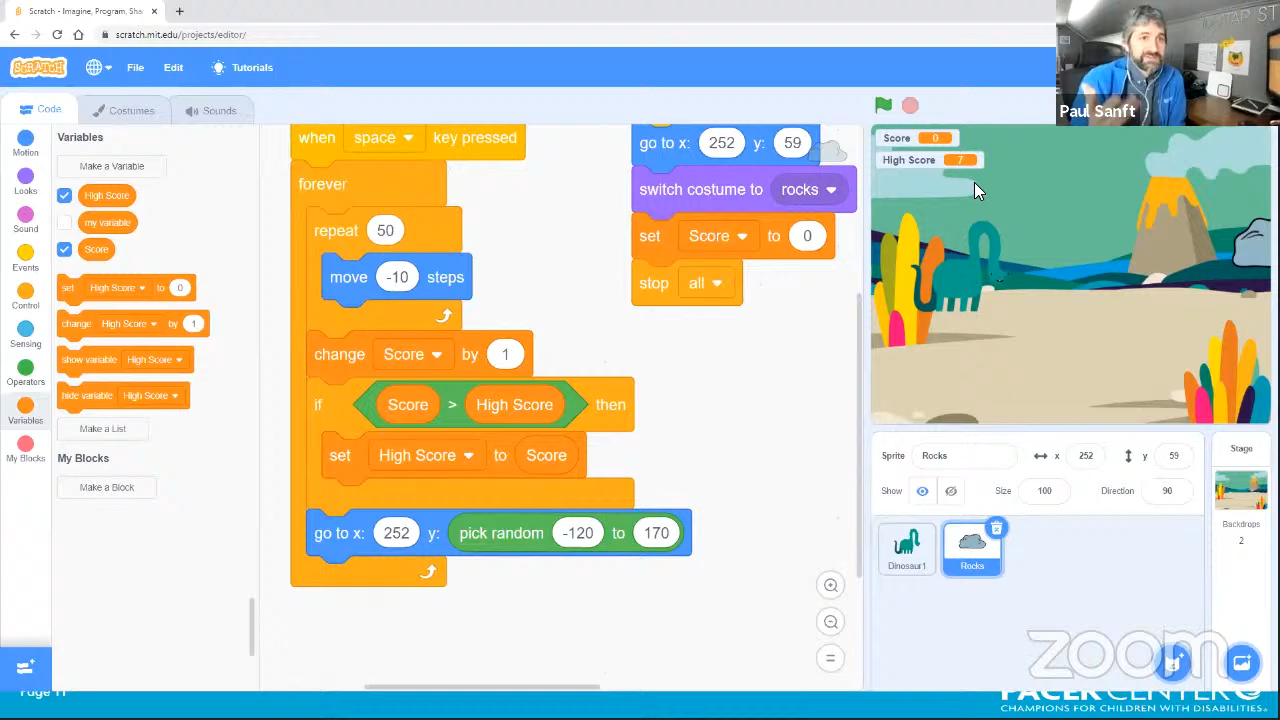 Scratch - Imagine, Program, Shar
scratch.mit.edu/projects/editor/
TAP ST
Paul Sanft
SCRATCH
File
Edit
Tutorials
Code
Costumes
Sounds
Motion
Looks
Sound
Events
Control
Sensing
Operators
Variables
My Blocks
Variables
Make a Variable
High Score
my variable
Score
set High Score to 0
change High Score by 1
show variable High Score
hide variable High Score
Make a List
My Blocks
Make a Block
when space key pressed
forever
repeat 50
move -10 steps
change Score by 1
if Score > High Score then
set High Score to Score
go to x: 252 y: pick random -120 to 170
go to x: 252 y: 59
switch costume to rocks
set Score to 0
stop all
Score 0
High Score 7
Sprite Rocks x 252 y 59
Show Size 100 Direction 90
Dinosaur1
Rocks
Stage
Backdrops
2
zoom
Page 11
PACER CENTER
CHAMPIONS FOR CHILDREN WITH DISABILITIES.